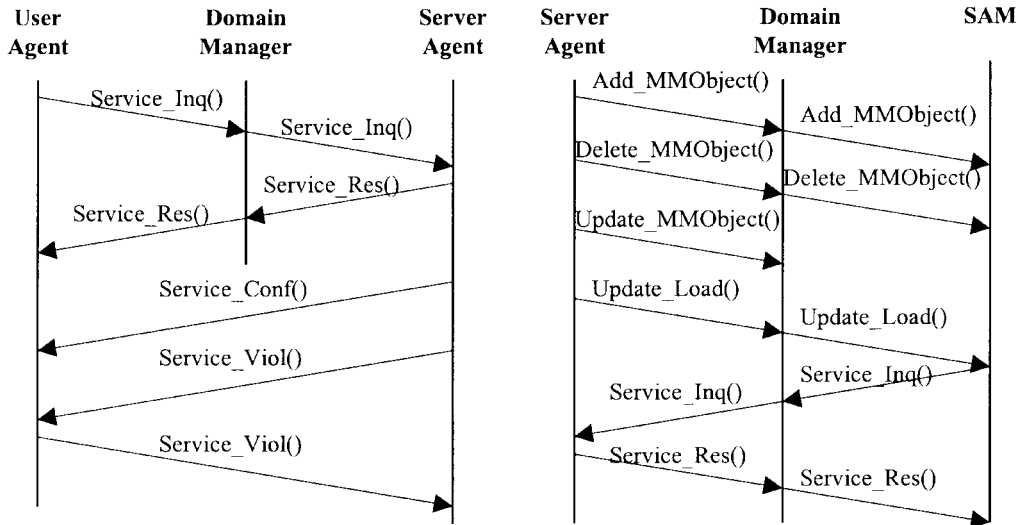 User Agent
Domain Manager
Server Agent
Service_Inq()
Service_Inq()
Service_Res()
Service_Res()
Service_Conf()
Service_Viol()
Service_Viol()
Server Agent
Domain Manager
SAM
Add_MMObject()
Add_MMObject()
Delete_MMObject()
Delete_MMObject()
Update_MMObject()
Update_Load()
Update_Load()
Service_Inq()
Service_Inq()
Service_Res()
Service_Res()